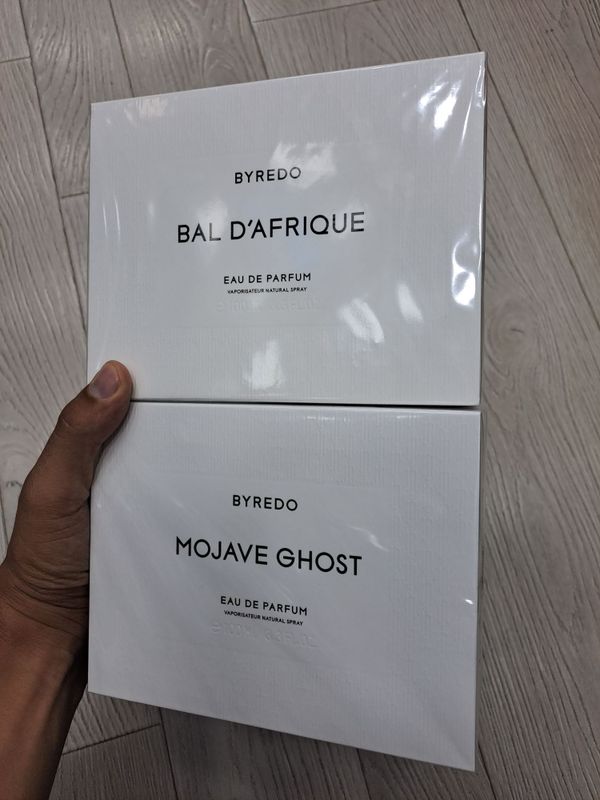 BYREDO
BAL D'AFRIQUE
EAU DE PARFUM
VAPORISATEUR NATURAL SPRAY
BYREDO
MOJAVE GHOST
EAU DE PARFUM
VAPORISATEUR NATURAL SPRAY